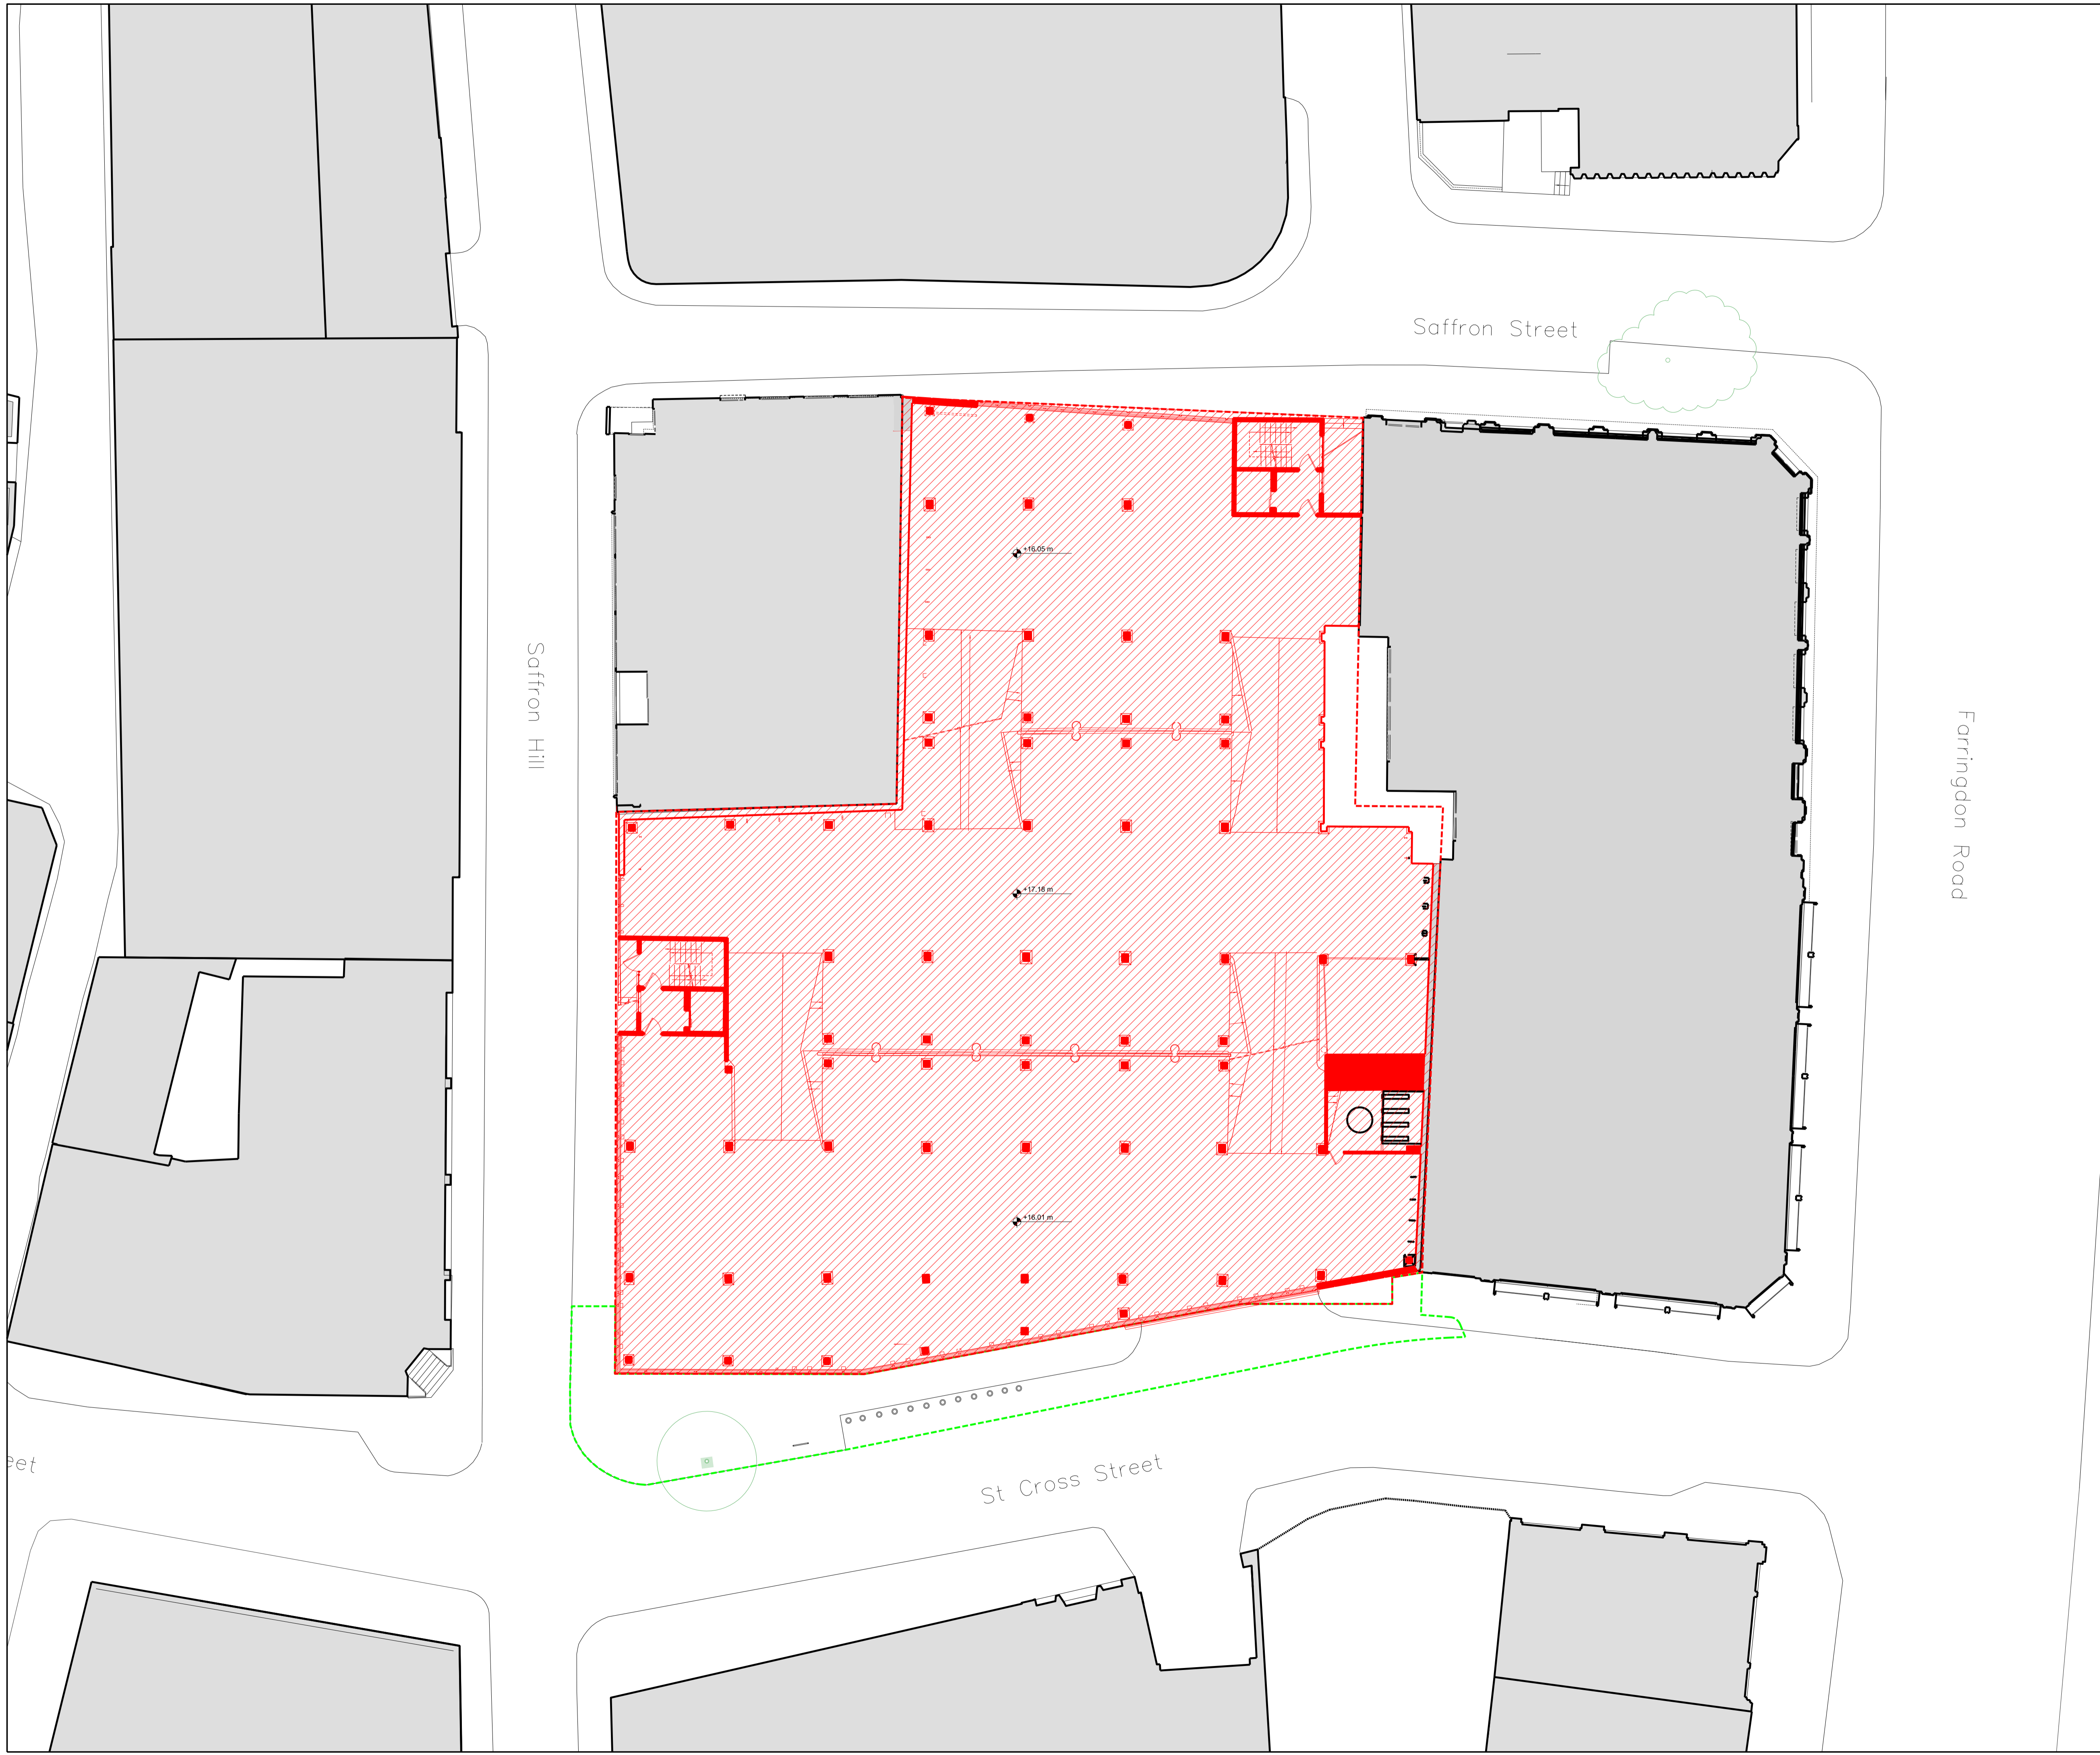 Saffron Street
+16.05 m
Saffron Hill
Farringdon Road
+17.18 m
+16.01 m
eet
St Cross Street